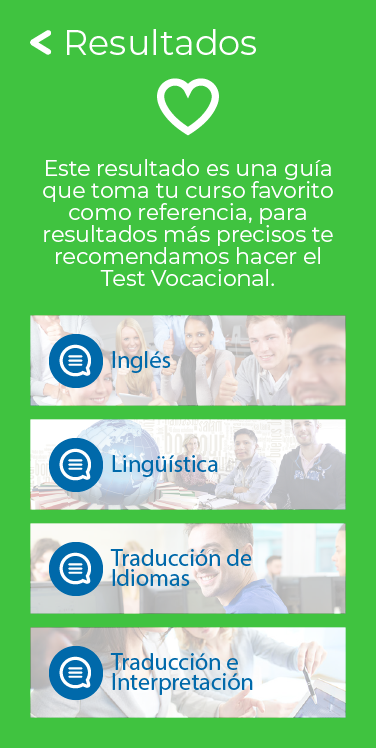 Resultados
Este resultado es una guía
que toma tu curso favorito
como referencia, para
resultados más precisos te
recomendamos hacer el
Test Vocacional.
Inglés
Lingüística
Traducción de
Idiomas
Traducción e
Interpretación